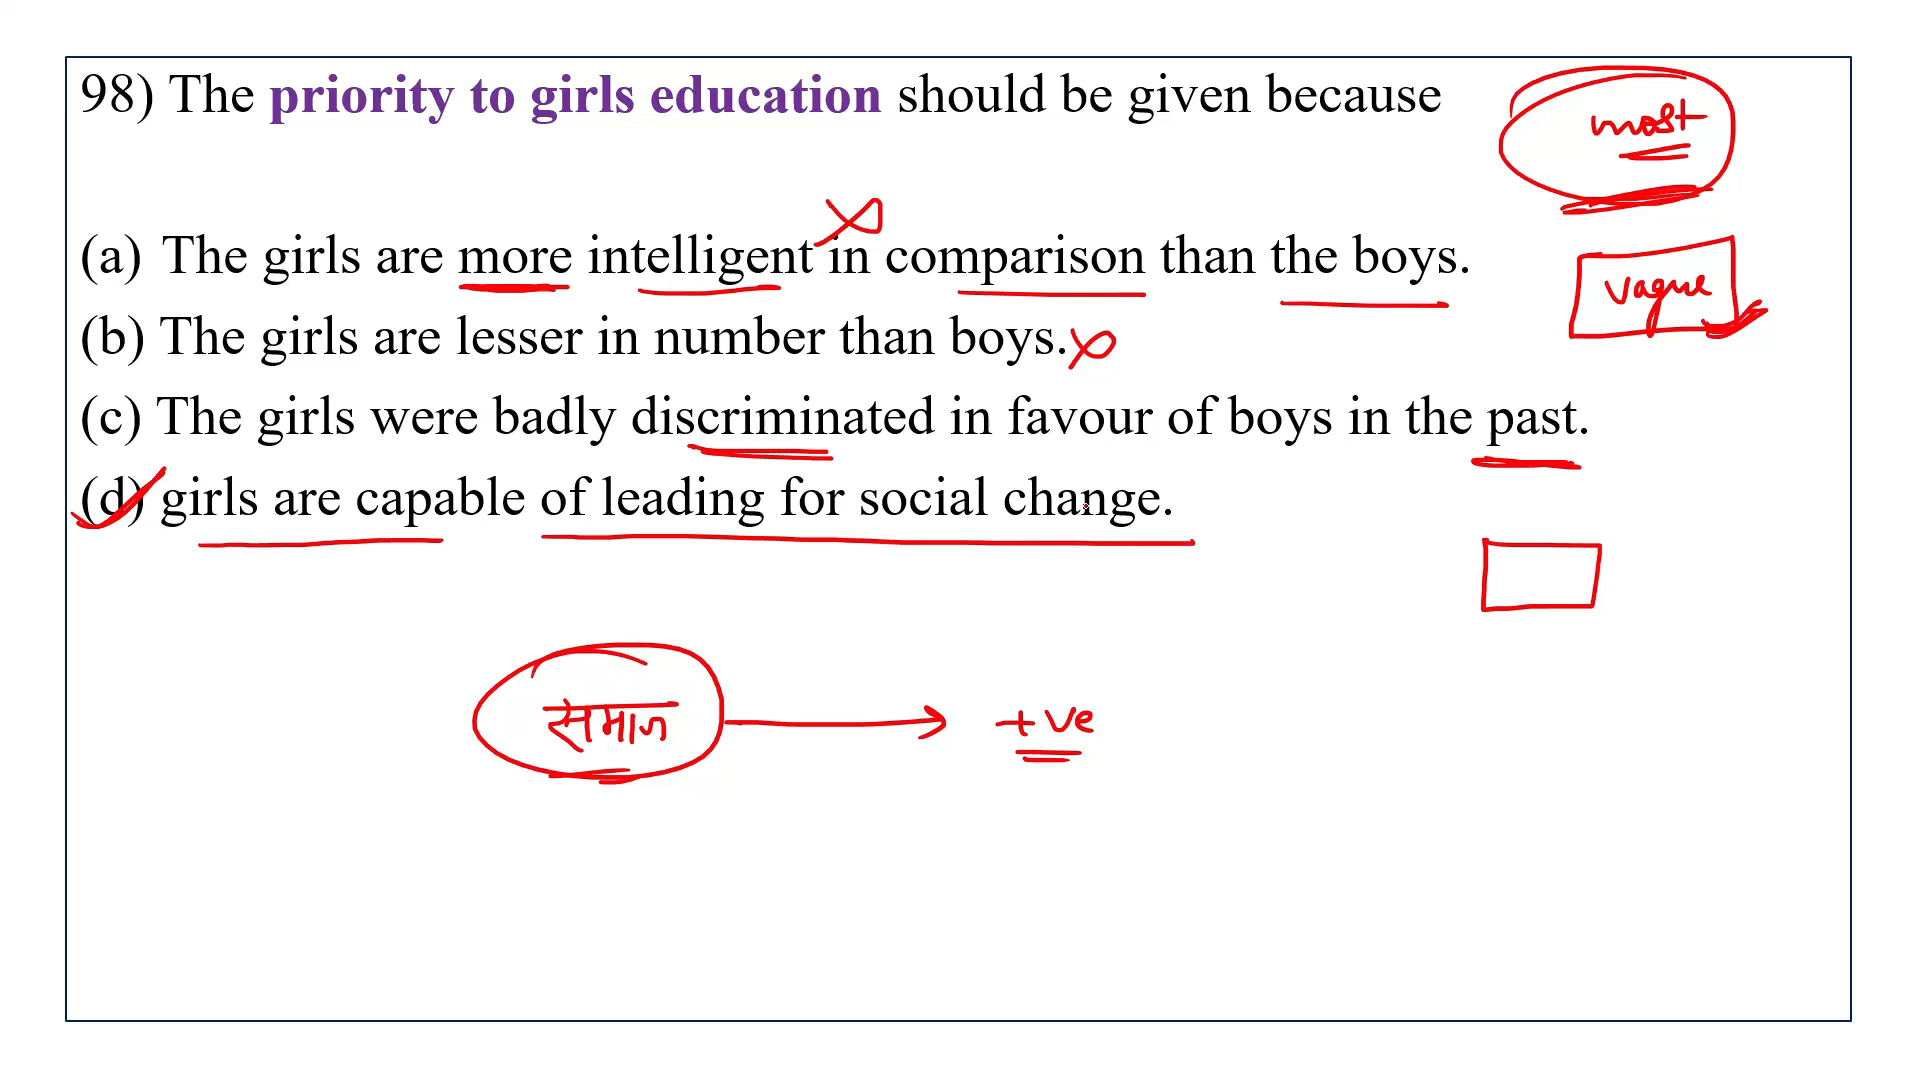 98) The priority to girls education should be given because
most
(a) The girls are more intelligent in comparison than the boys.
vague
(b) The girls are lesser in number than boys.
(c) The girls were badly discriminated in favour of boys in the past.
(d) girls are capable of leading for social change.
समाज
+ve